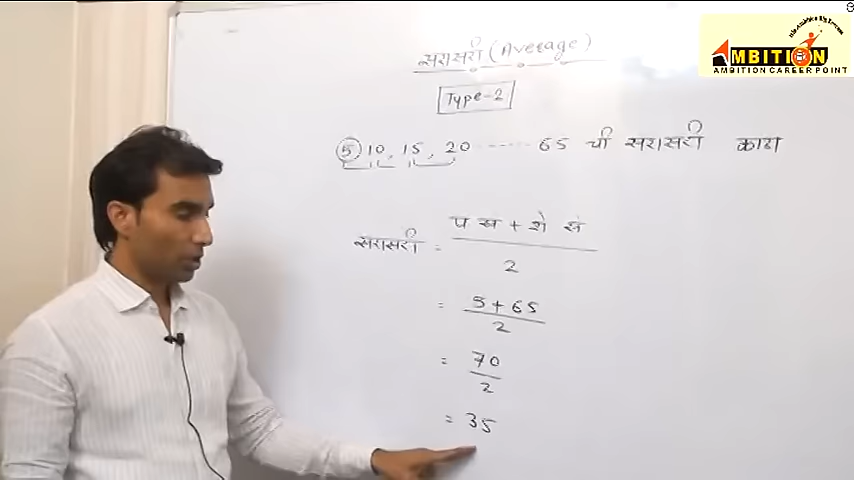 सरासरी (Average)
Type-2
5, 10, 15, 20 ------ 65 ची सरासरी काढा
सरासरी = प सं + शे सं / 2
= 5+65 / 2
= 70 / 2
= 35
AMBITION
AMBITION CAREER POINT